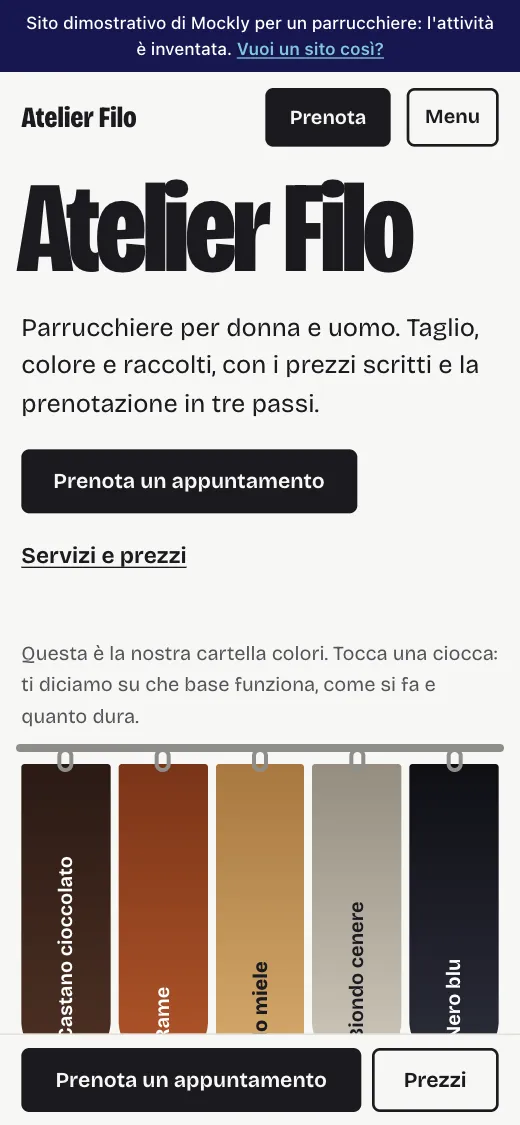 Sito dimostrativo di Mockly per un parrucchiere: l'attività
è inventata. Vuoi un sito così?
Atelier Filo
Prenota
Menu
Atelier Filo
Parrucchiere per donna e uomo. Taglio,
colore e raccolti, con i prezzi scritti e la
prenotazione in tre passi.
Prenota un appuntamento
Servizi e prezzi
Questa è la nostra cartella colori. Tocca una ciocca:
ti diciamo su che base funziona, come si fa e
quanto dura.
Castano cioccolato
Rame
o miele
Biondo cenere
Nero blu
Prenota un appuntamento
Prezzi